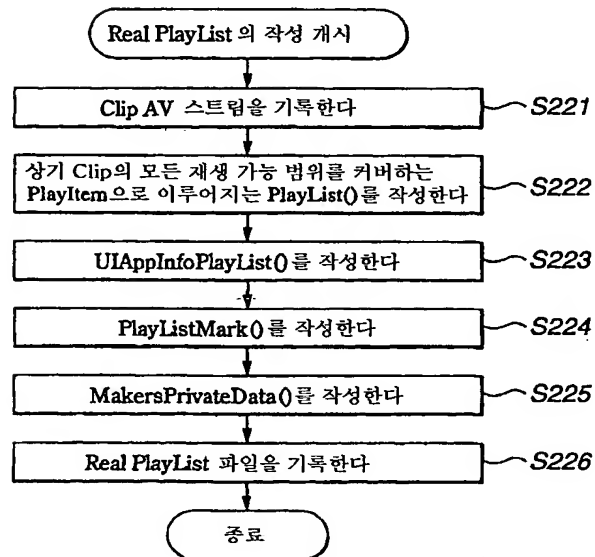 Real PlayList 의 작성 개시
Clip AV 스트림을 기록한다
S221
상기 Clip의 모든 재생 가능 범위를 커버하는
PlayItem으로 이루어지는 PlayList()를 작성한다
S222
UIAppInfoPlayList()를 작성한다
S223
PlayListMark()를 작성한다
S224
MakersPrivateData()를 작성한다
S225
Real PlayList 파일을 기록한다
S226
종료